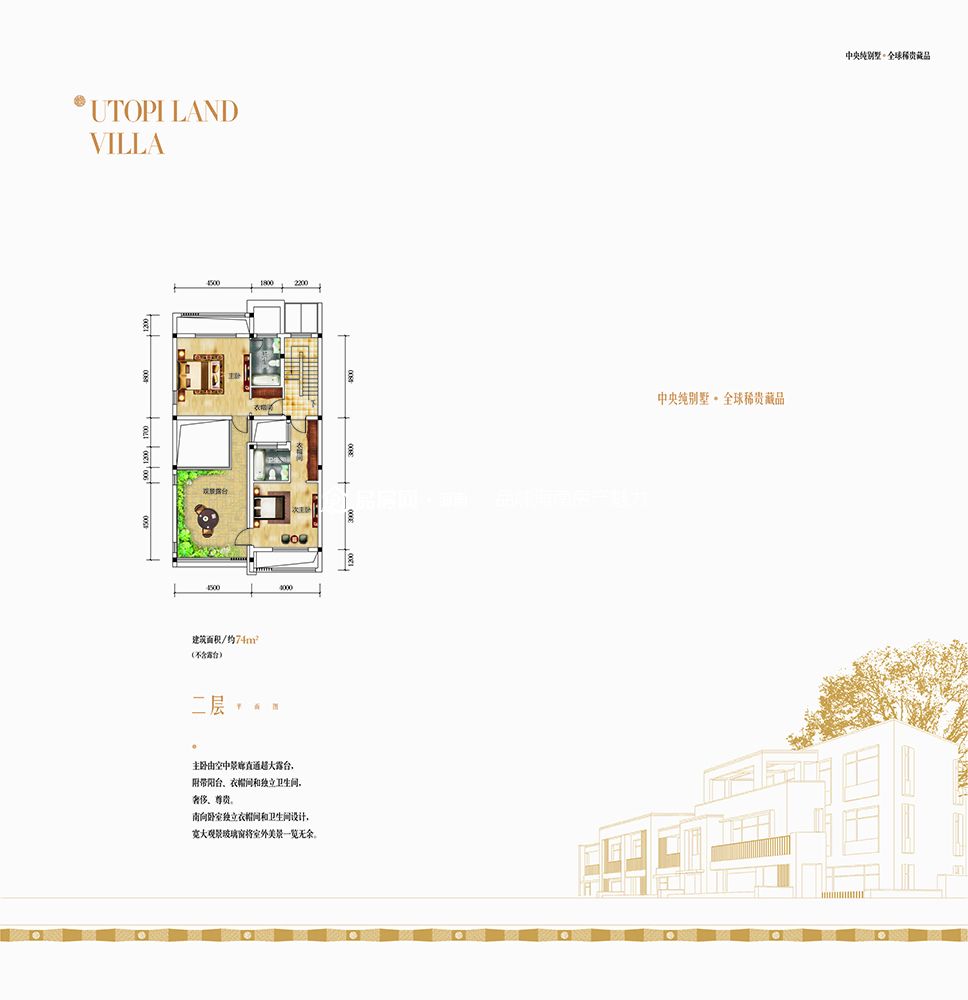 中央纯别墅·全球稀贵藏品
UTOPI LAND
VILLA
4500 1800 2200
1200
4800
1700
1200
900
4500
4800
3800
3900
1200
主卧
衣帽间
下
衣帽间
观景露台
次主卧
4500 4000
中央纯别墅·全球稀贵藏品
建筑面积/约74m²
(不含露台)
二层 平面图
主卧由空中景廊直通超大露台,
附带阳台、衣帽间和独立卫生间,
奢侈、尊贵。
南向卧室独立衣帽间和卫生间设计,
宽大观景玻璃窗将室外美景一览无余。